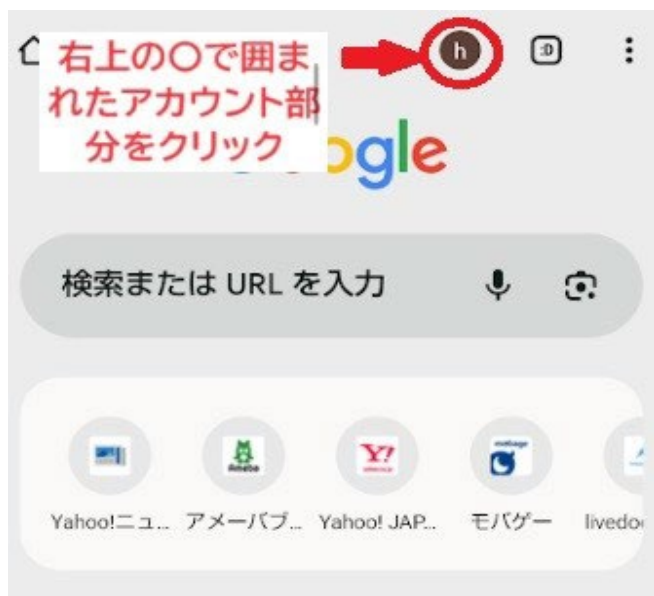 右上の〇で囲ま
れたアカウント部
分をクリック
h
:D
ogle
検索または URL を入力
Ameba
Y!
mobage
Yahoo!ニュ... アメーバブ... Yahoo! JAP... モバゲー livedo